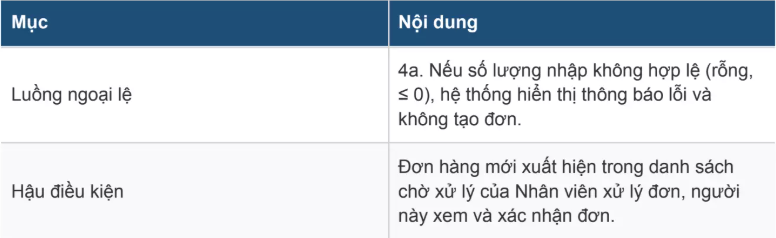 Mục
Nội dung
Luồng ngoại lệ
4a. Nếu số lượng nhập không hợp lệ (rỗng,
≤ 0), hệ thống hiển thị thông báo lỗi và
không tạo đơn.
Hậu điều kiện
Đơn hàng mới xuất hiện trong danh sách
chờ xử lý của Nhân viên xử lý đơn, người
này xem và xác nhận đơn.